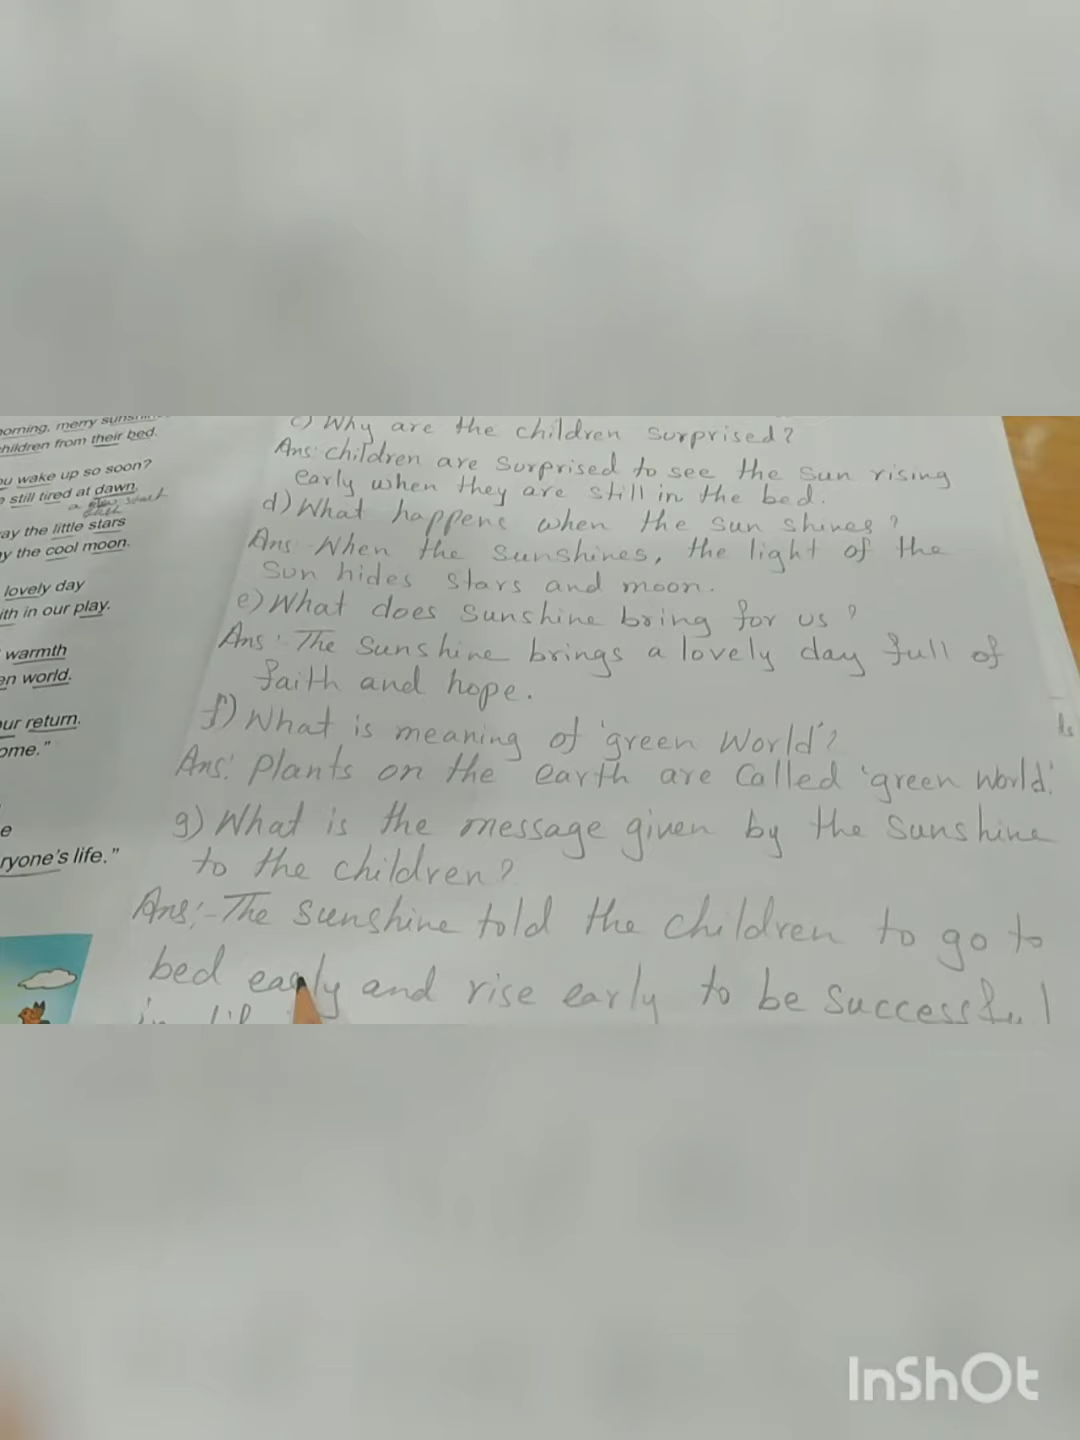 orning, merry sunshin
hildren from their bed.
ou wake up so soon?
still tired at dawn.
ay the little stars
y the cool moon.
lovely day
ith in our play.
warmth
en world.
our return.
ome."
e
ryone's life."
c) Why are the children surprised?
Ans: children are surprised to see the sun rising
early when they are still in the bed.
d) What happens when the sun shines?
Ans - When the sunshines, the light of the
sun hides stars and moon.
e) What does sunshine bring for us?
Ans: The sunshine brings a lovely day full of
faith and hope.
f) What is meaning of 'green World'?
Ans: Plants on the earth are called 'green world'.
g) What is the message given by the sunshine
to the children?
Ans:- The sunshine told the children to go to
bed early and rise early to be successful
in
InShOt